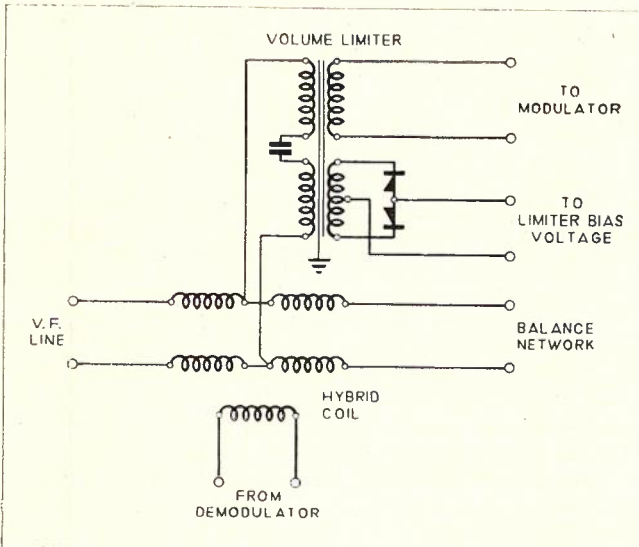 VOLUME LIMITER
TO
MODULATOR
TO
LIMITER BIAS
VOLTAGE
V.F.
LINE
BALANCE
NETWORK
HYBRID
COIL
FROM
DEMODULATOR